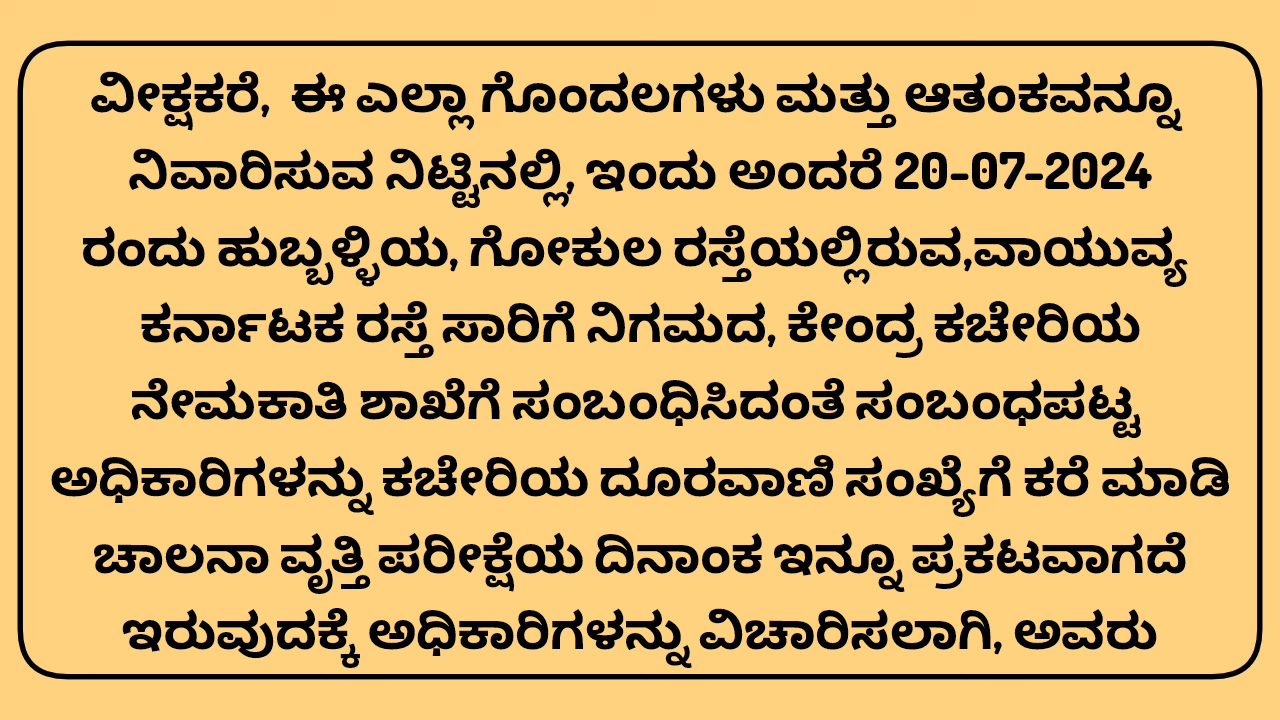 ವೀಕ್ಷಕರೆ, ಈ ಎಲ್ಲಾ ಗೊಂದಲಗಳು ಮತ್ತು ಆತಂಕವನ್ನೂ
ನಿವಾರಿಸುವ ನಿಟ್ಟಿನಲ್ಲಿ, ಇಂದು ಅಂದರೆ 20-07-2024
ರಂದು ಹುಬ್ಬಳ್ಳಿಯ, ಗೋಕುಲ ರಸ್ತೆಯಲ್ಲಿರುವ,ವಾಯುವ್ಯ
ಕರ್ನಾಟಕ ರಸ್ತೆ ಸಾರಿಗೆ ನಿಗಮದ, ಕೇಂದ್ರ ಕಚೇರಿಯ
ನೇಮಕಾತಿ ಶಾಖೆಗೆ ಸಂಬಂಧಿಸಿದಂತೆ ಸಂಬಂಧಪಟ್ಟ
ಅಧಿಕಾರಿಗಳನ್ನು ಕಚೇರಿಯ ದೂರವಾಣಿ ಸಂಖ್ಯೆಗೆ ಕರೆ ಮಾಡಿ
ಚಾಲನಾ ವೃತ್ತಿ ಪರೀಕ್ಷೆಯ ದಿನಾಂಕ ಇನ್ನೂ ಪ್ರಕಟವಾಗದೆ
ಇರುವುದಕ್ಕೆ ಅಧಿಕಾರಿಗಳನ್ನು ವಿಚಾರಿಸಲಾಗಿ, ಅವರು